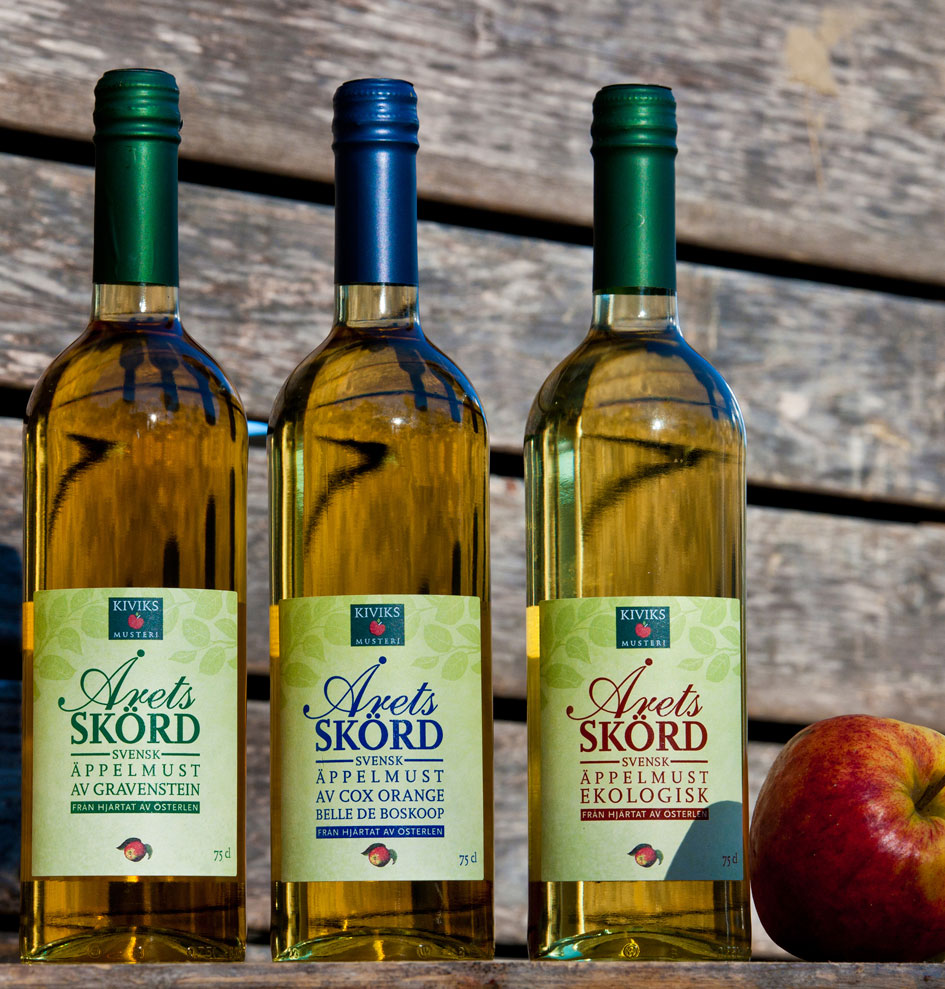 KIVIKS
MUSTERI
Årets
SKÖRD
SVENSK
ÄPPELMUST
AV GRAVENSTEIN
FRÅN HJÄRTAT AV ÖSTERLEN
75 cl
KIVIKS
MUSTERI
Årets
SKÖRD
SVENSK
ÄPPELMUST
AV COX ORANGE
BELLE DE BOSKOOP
FRÅN HJÄRTAT AV ÖSTERLEN
75 cl
KIVIKS
MUSTERI
Årets
SKÖRD
SVENSK
ÄPPELMUST
EKOLOGISK
FRÅN HJÄRTAT AV ÖSTERLEN
75 cl